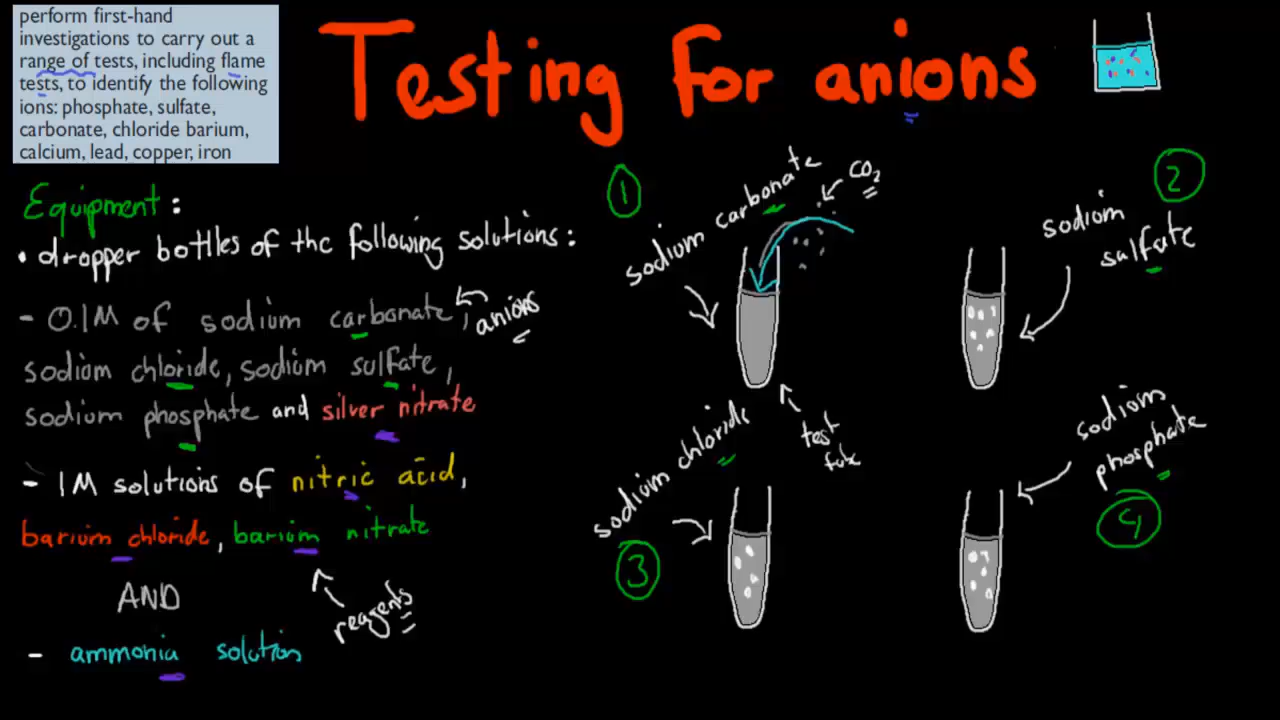 perform first-hand
investigations to carry out a
range of tests, including flame
tests, to identify the following
ions: phosphate, sulfate,
carbonate, chloride barium,
calcium, lead, copper, iron
Testing for anions
Equipment:
• dropper bottles of the following solutions:
- 0.1M of sodium carbonate,
anions
sodium chloride, sodium sulfate,
sodium phosphate and silver nitrate
- 1M solutions of nitric acid,
barium chloride, barium nitrate
AND
reagents
- ammonia solution
1
sodium carbonate
CO2
test
tube
2
sodium
sulfate
3
sodium chloride
4
sodium
phosphate